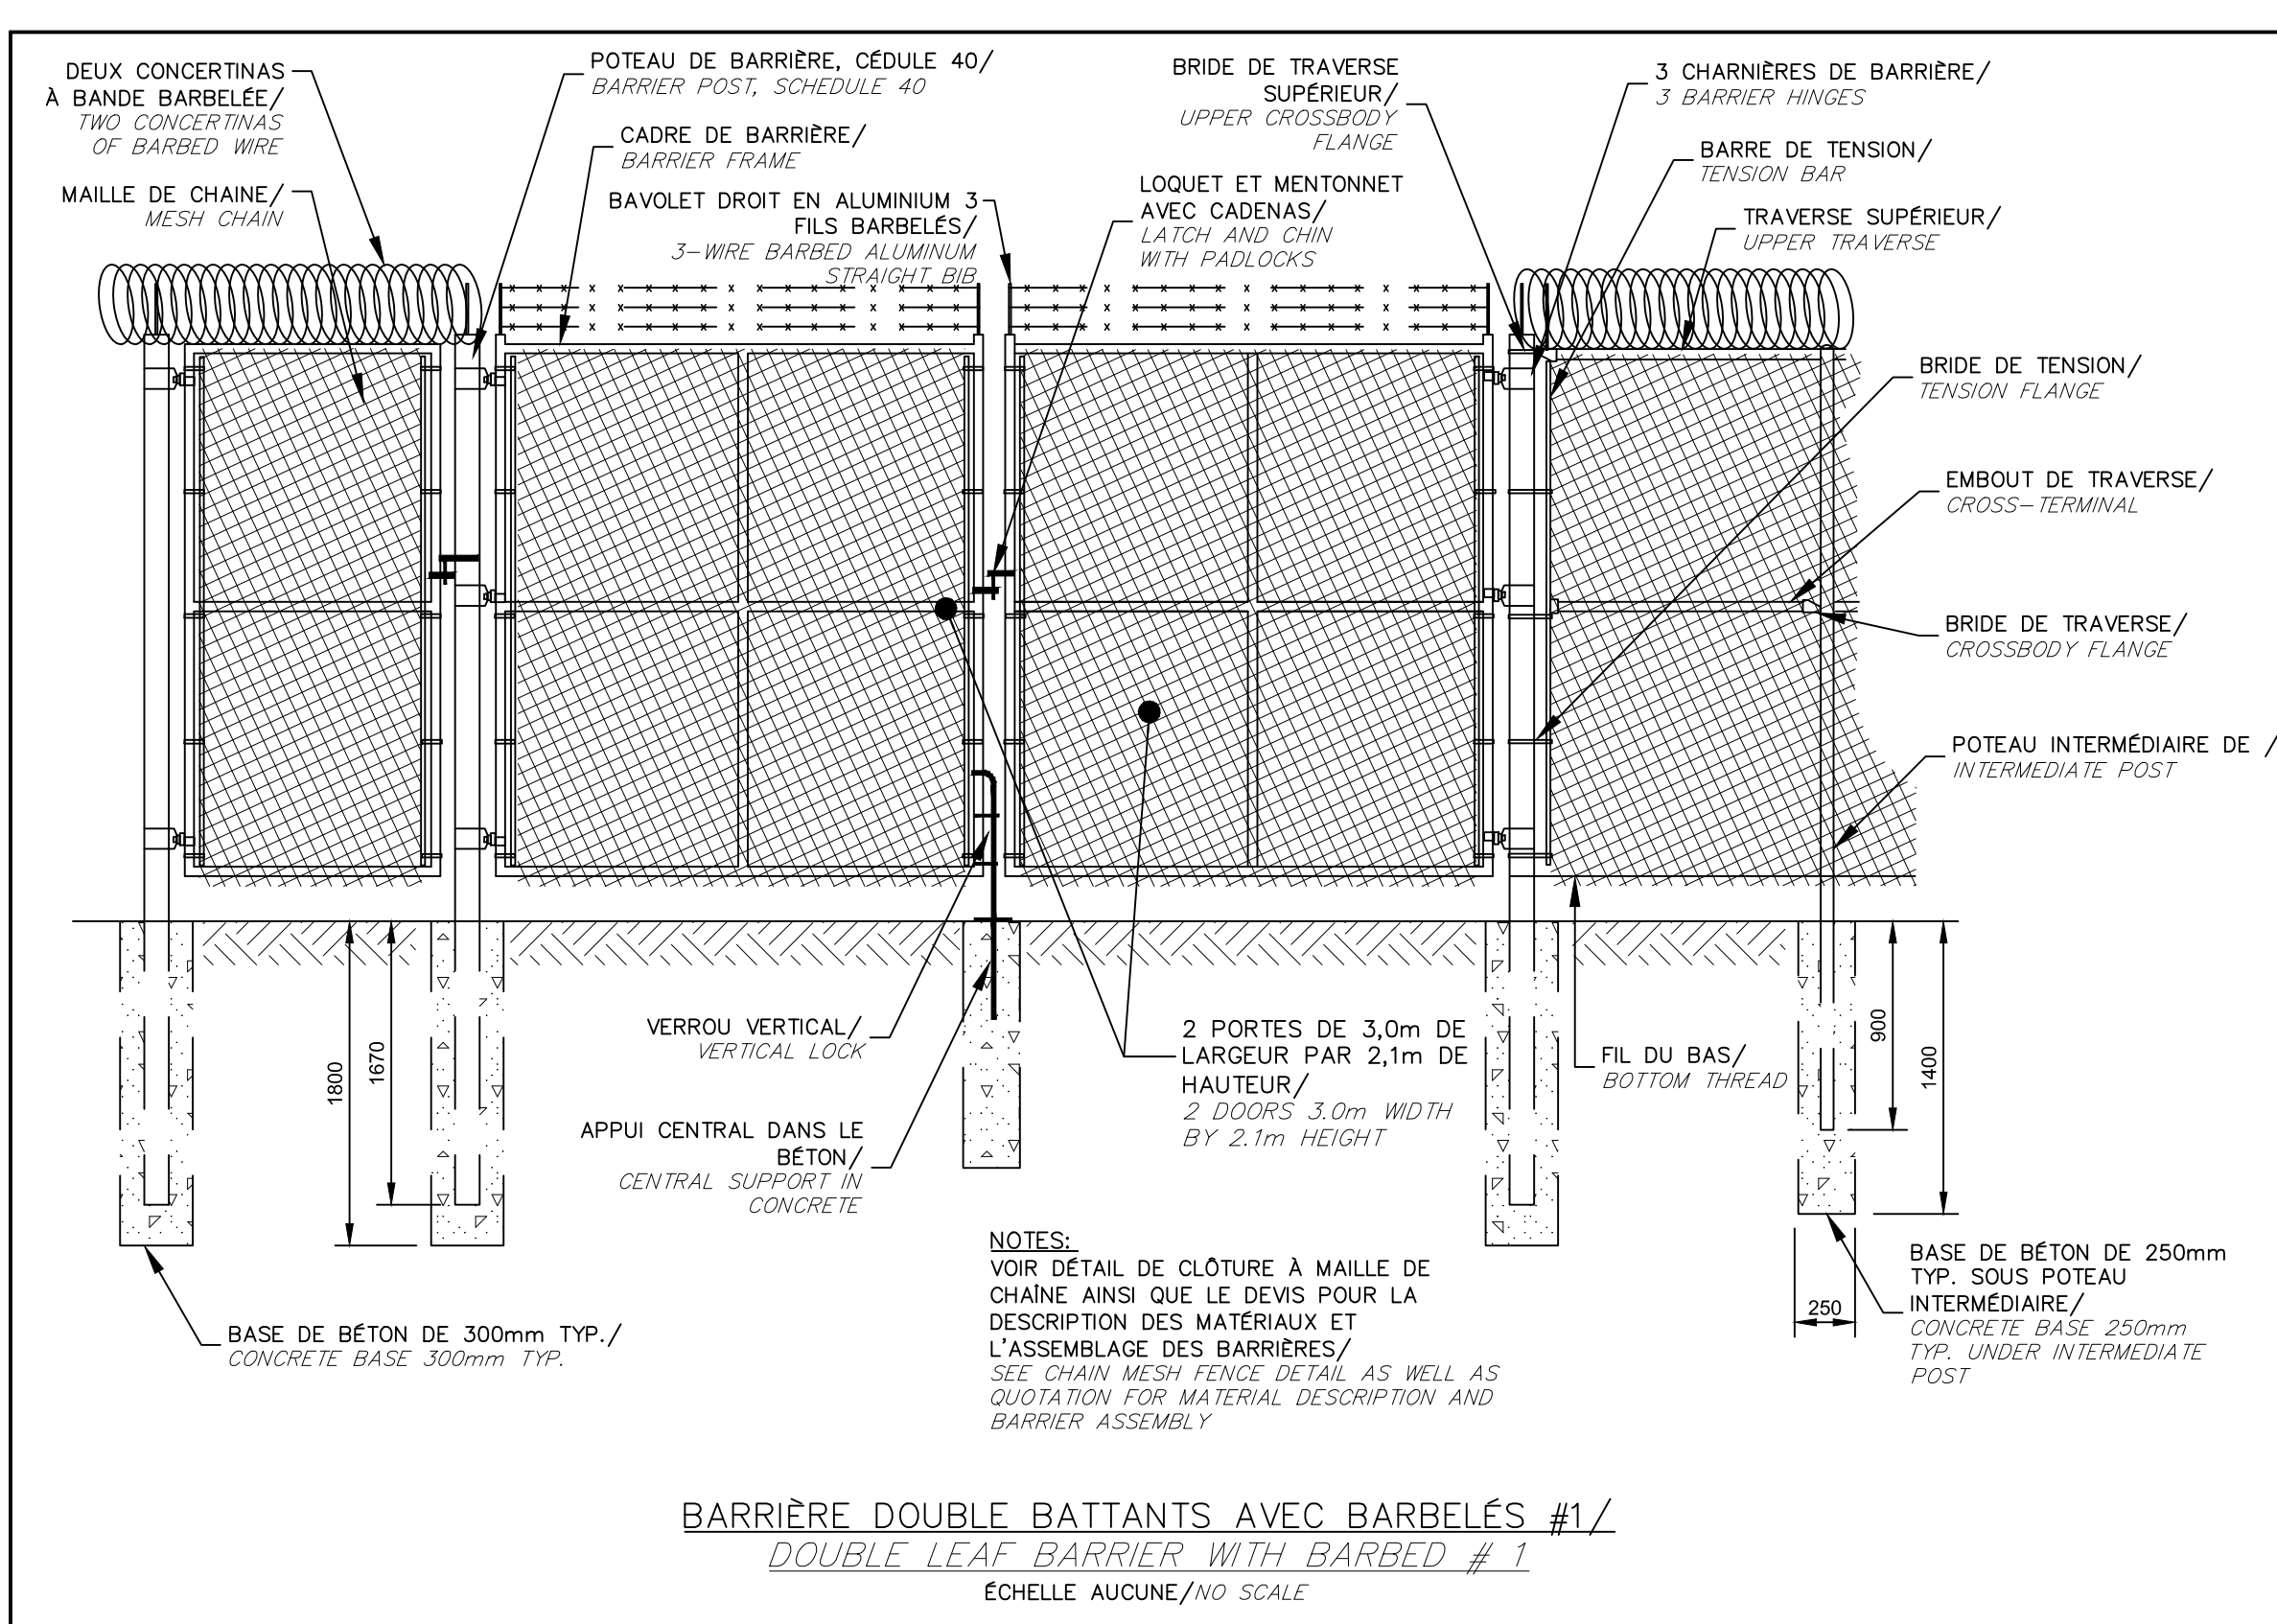 DEUX CONCERTINAS
À BANDE BARBELÉE/
TWO CONCERTINAS
OF BARBED WIRE
MAILLE DE CHAINE/
MESH CHAIN
POTEAU DE BARRIÈRE, CÉDULE 40/
BARRIER POST, SCHEDULE 40
CADRE DE BARRIÈRE/
BARRIER FRAME
BAVOLET DROIT EN ALUMINIUM 3
FILS BARBELÉS/
3-WIRE BARBED ALUMINUM
STRAIGHT BIB
BRIDE DE TRAVERSE
SUPÉRIEUR/
UPPER CROSSBODY
FLANGE
LOQUET ET MENTONNET
AVEC CADENAS/
LATCH AND CHIN
WITH PADLOCKS
3 CHARNIÈRES DE BARRIÈRE/
3 BARRIER HINGES
BARRE DE TENSION/
TENSION BAR
TRAVERSE SUPÉRIEUR/
UPPER TRAVERSE
BRIDE DE TENSION/
TENSION FLANGE
EMBOUT DE TRAVERSE/
CROSS-TERMINAL
BRIDE DE TRAVERSE/
CROSSBODY FLANGE
POTEAU INTERMÉDIAIRE DE /
INTERMEDIATE POST
1800
1670
VERROU VERTICAL/
VERTICAL LOCK
APPUI CENTRAL DANS LE
BÉTON/
CENTRAL SUPPORT IN
CONCRETE
2 PORTES DE 3,0m DE
LARGEUR PAR 2,1m DE
HAUTEUR/
2 DOORS 3.0m WIDTH
BY 2.1m HEIGHT
FIL DU BAS/
BOTTOM THREAD
900
1400
250
BASE DE BÉTON DE 300mm TYP./
CONCRETE BASE 300mm TYP.
NOTES:
VOIR DÉTAIL DE CLÔTURE À MAILLE DE
CHAÎNE AINSI QUE LE DEVIS POUR LA
DESCRIPTION DES MATÉRIAUX ET
L'ASSEMBLAGE DES BARRIÈRES/
SEE CHAIN MESH FENCE DETAIL AS WELL AS
QUOTATION FOR MATERIAL DESCRIPTION AND
BARRIER ASSEMBLY
BASE DE BÉTON DE 250mm
TYP. SOUS POTEAU
INTERMÉDIAIRE/
CONCRETE BASE 250mm
TYP. UNDER INTERMEDIATE
POST
BARRIÈRE DOUBLE BATTANTS AVEC BARBELÉS #1/
DOUBLE LEAF BARRIER WITH BARBED # 1
ÉCHELLE AUCUNE/NO SCALE